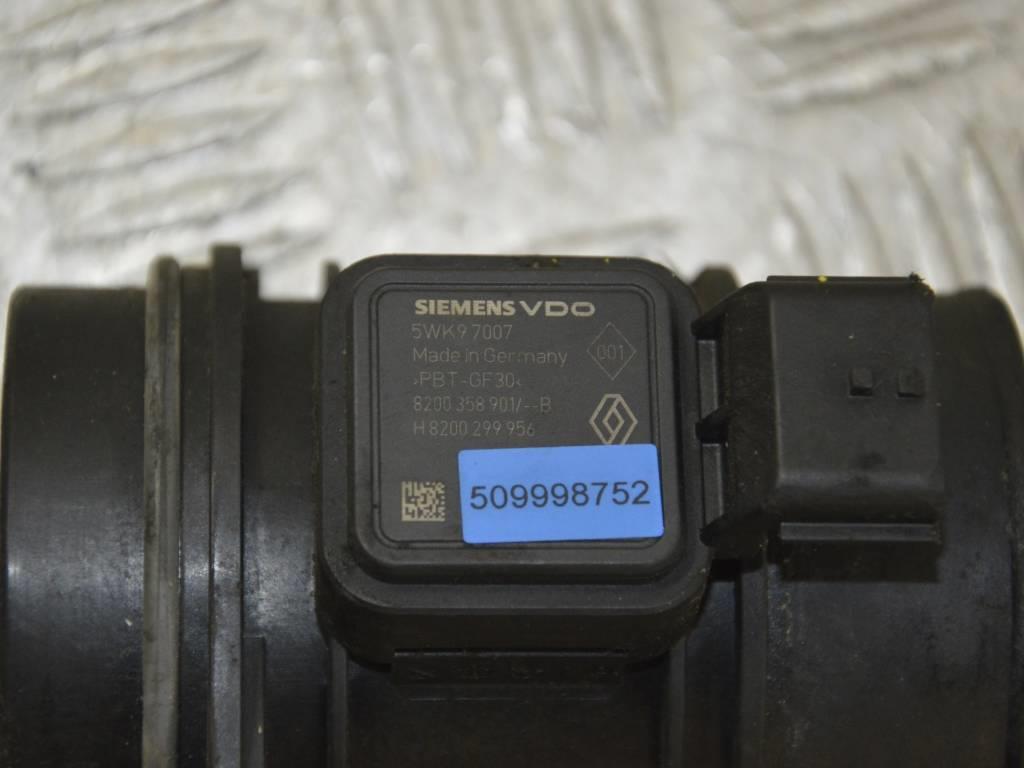 SIEMENS VDO
5WK9 7007
Made in Germany
001
›PBT-GF30‹
8200 358 901/--B
H 8200 299 956
509998752